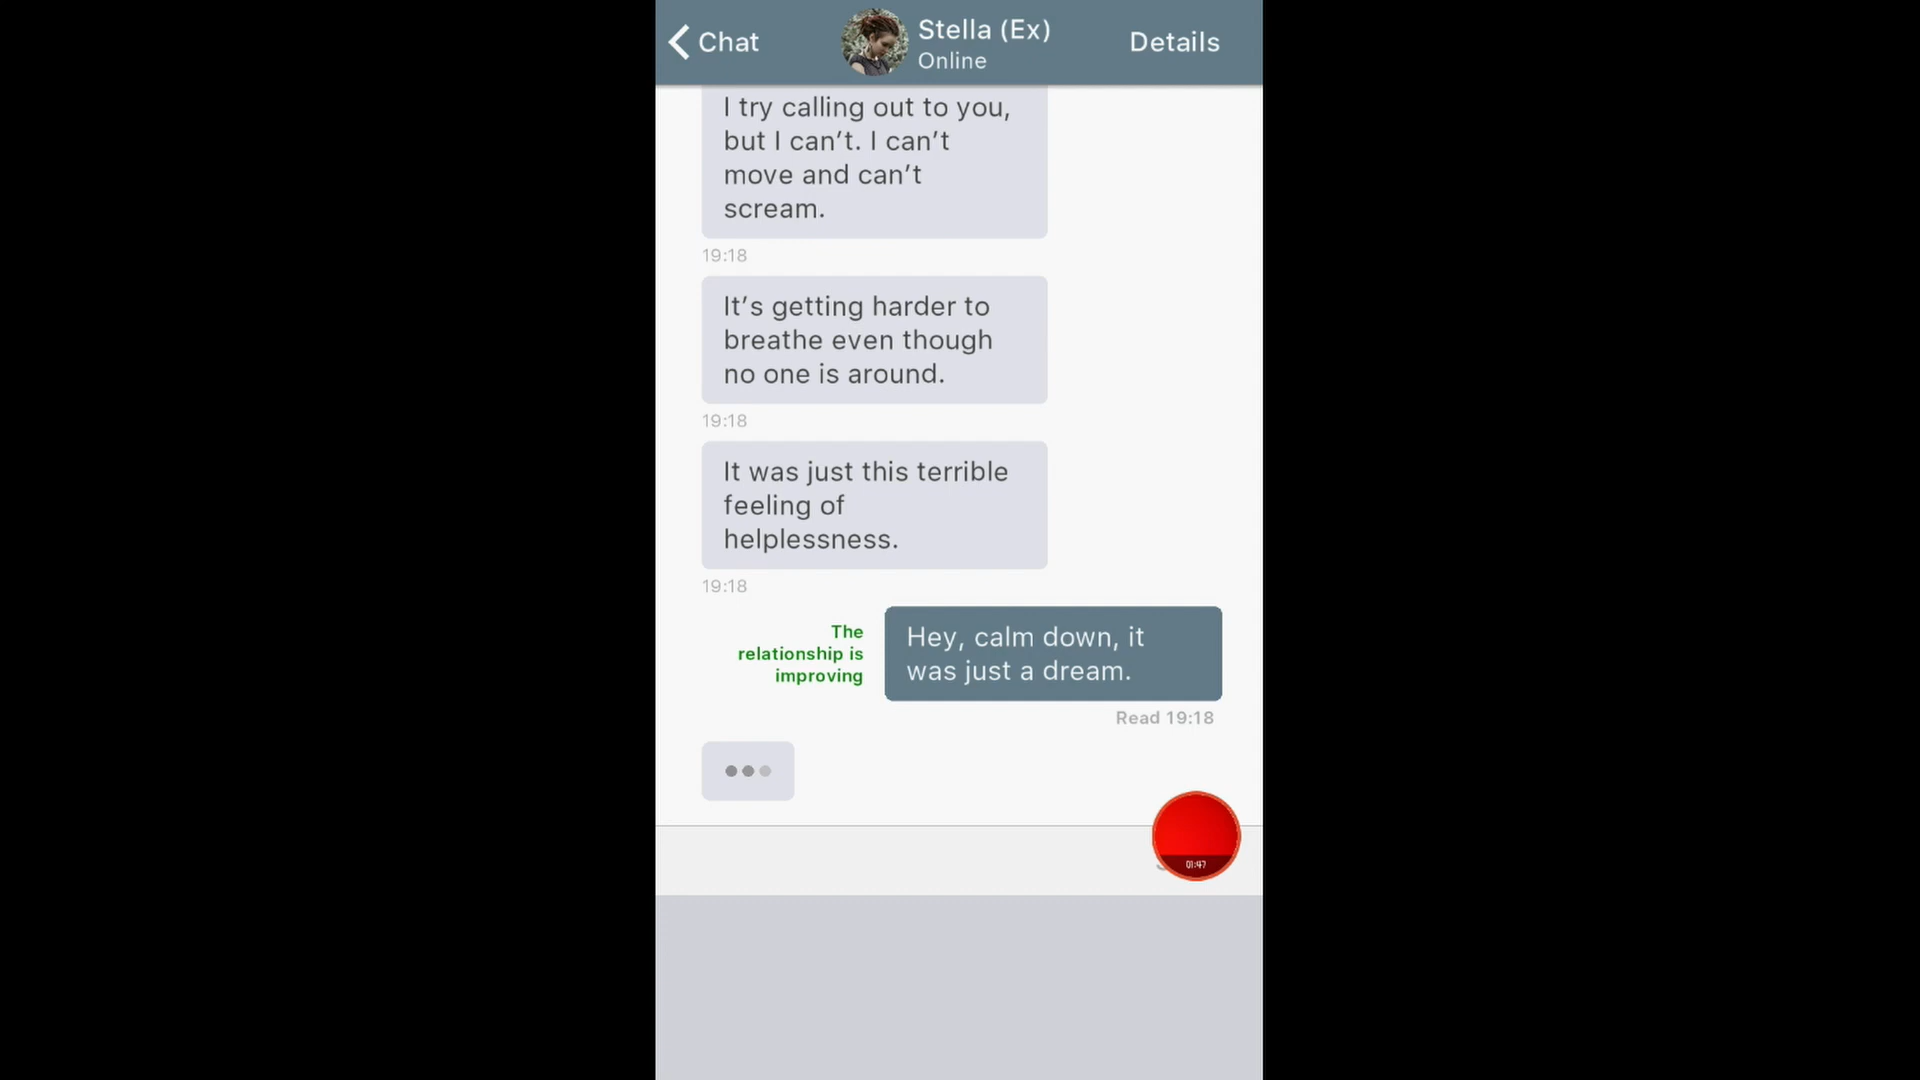 Chat
Stella (Ex)
Online
Details
I try calling out to you,
but I can’t. I can’t
move and can’t
scream.
19:18
It’s getting harder to
breathe even though
no one is around.
19:18
It was just this terrible
feeling of
helplessness.
19:18
The
relationship is
improving
Hey, calm down, it
was just a dream.
Read 19:18
01:47